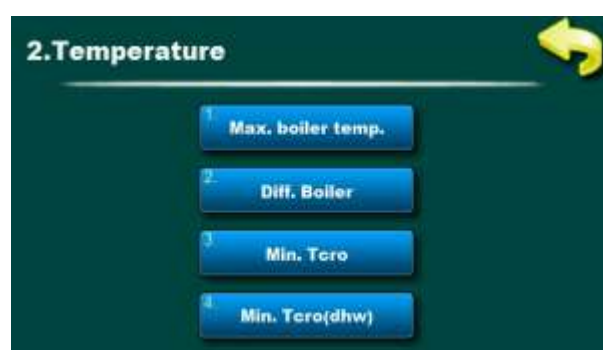 2.Temperature
1. Max. boiler temp.
2. Diff. Boiler
3. Min. Tcro
4. Min. Tcro(dhw)